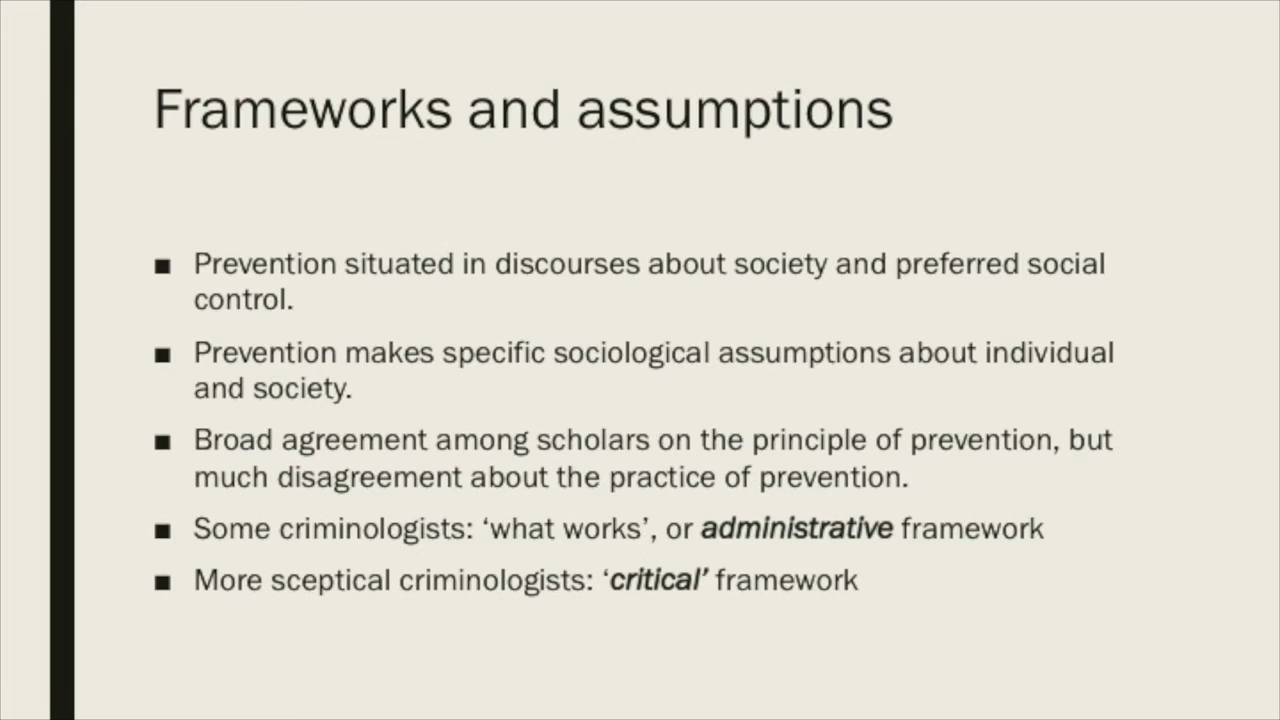 Frameworks and assumptions
■ Prevention situated in discourses about society and preferred social
control.
■ Prevention makes specific sociological assumptions about individual
and society.
■ Broad agreement among scholars on the principle of prevention, but
much disagreement about the practice of prevention.
■ Some criminologists: ‘what works’, or administrative framework
■ More sceptical criminologists: ‘critical’ framework